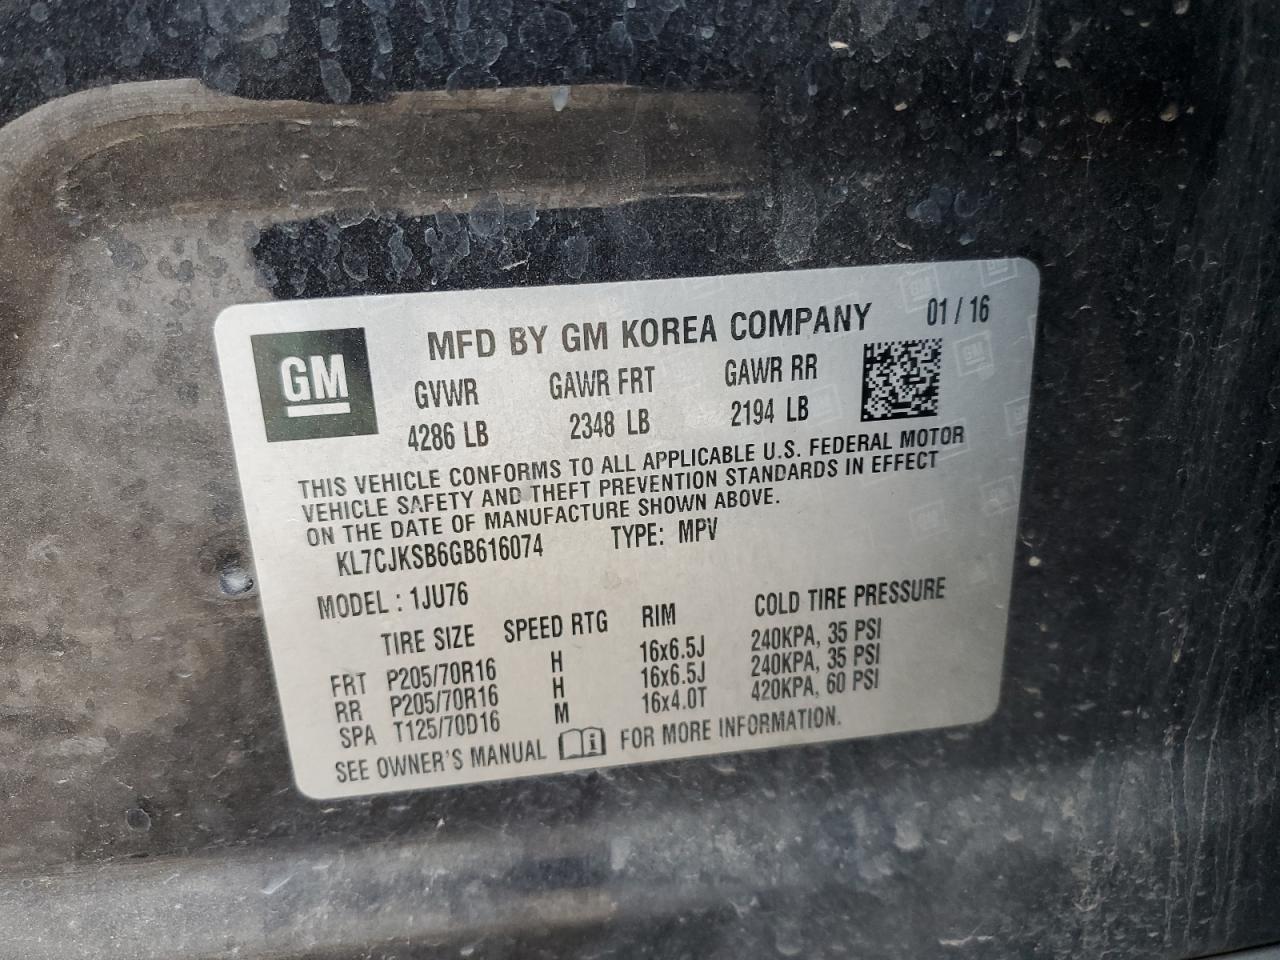 GM
MFD BY GM KOREA COMPANY 01 / 16
GVWR GAWR FRT GAWR RR
4286 LB 2348 LB 2194 LB
THIS VEHICLE CONFORMS TO ALL APPLICABLE U.S. FEDERAL MOTOR
VEHICLE SAFETY AND THEFT PREVENTION STANDARDS IN EFFECT
ON THE DATE OF MANUFACTURE SHOWN ABOVE.
KL7CJKSB6GB616074 TYPE: MPV
MODEL : 1JU76
TIRE SIZE SPEED RTG RIM COLD TIRE PRESSURE
FRT P205/70R16 H 16x6.5J 240KPA, 35 PSI
RR P205/70R16 H 16x6.5J 240KPA, 35 PSI
SPA T125/70D16 M 16x4.0T 420KPA, 60 PSI
SEE OWNER'S MANUAL i FOR MORE INFORMATION.